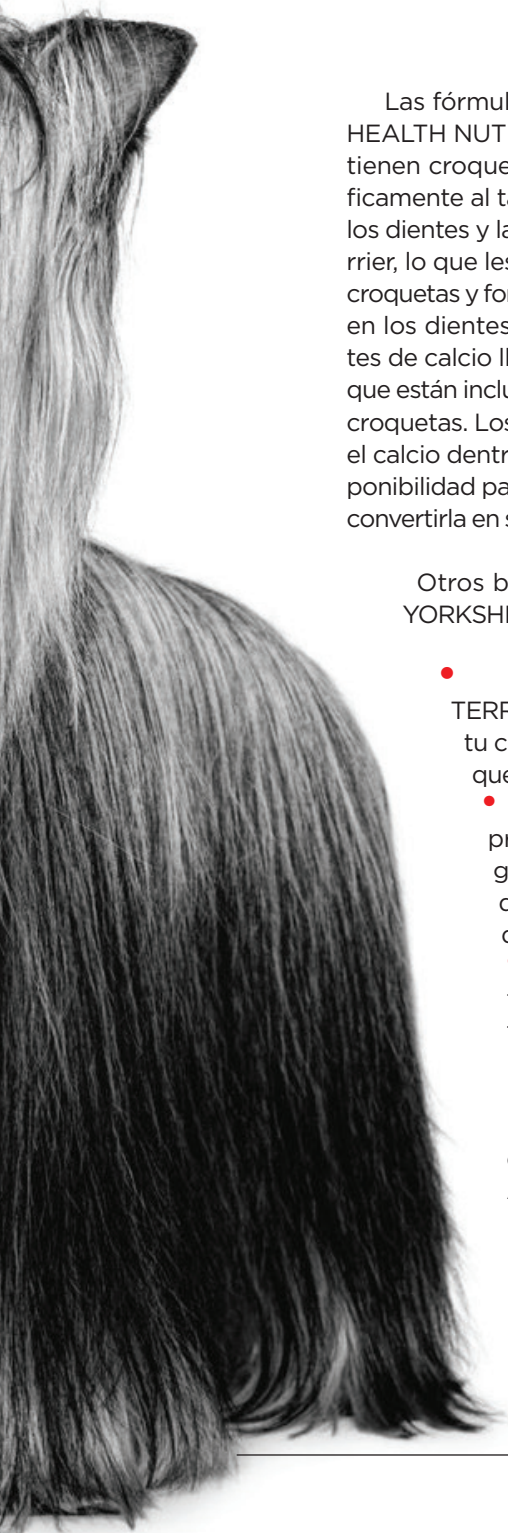 Las fórmul
HEALTH NUT
tienen croque
ficamente al ta
los dientes y la
rrier, lo que les
croquetas y for
en los dientes
tes de calcio ll
que están inclu
croquetas. Los
el calcio dentr
ponibilidad pa
convertirla en s
Otros b
YORKSHI
TERR
tu c
que
pr
g